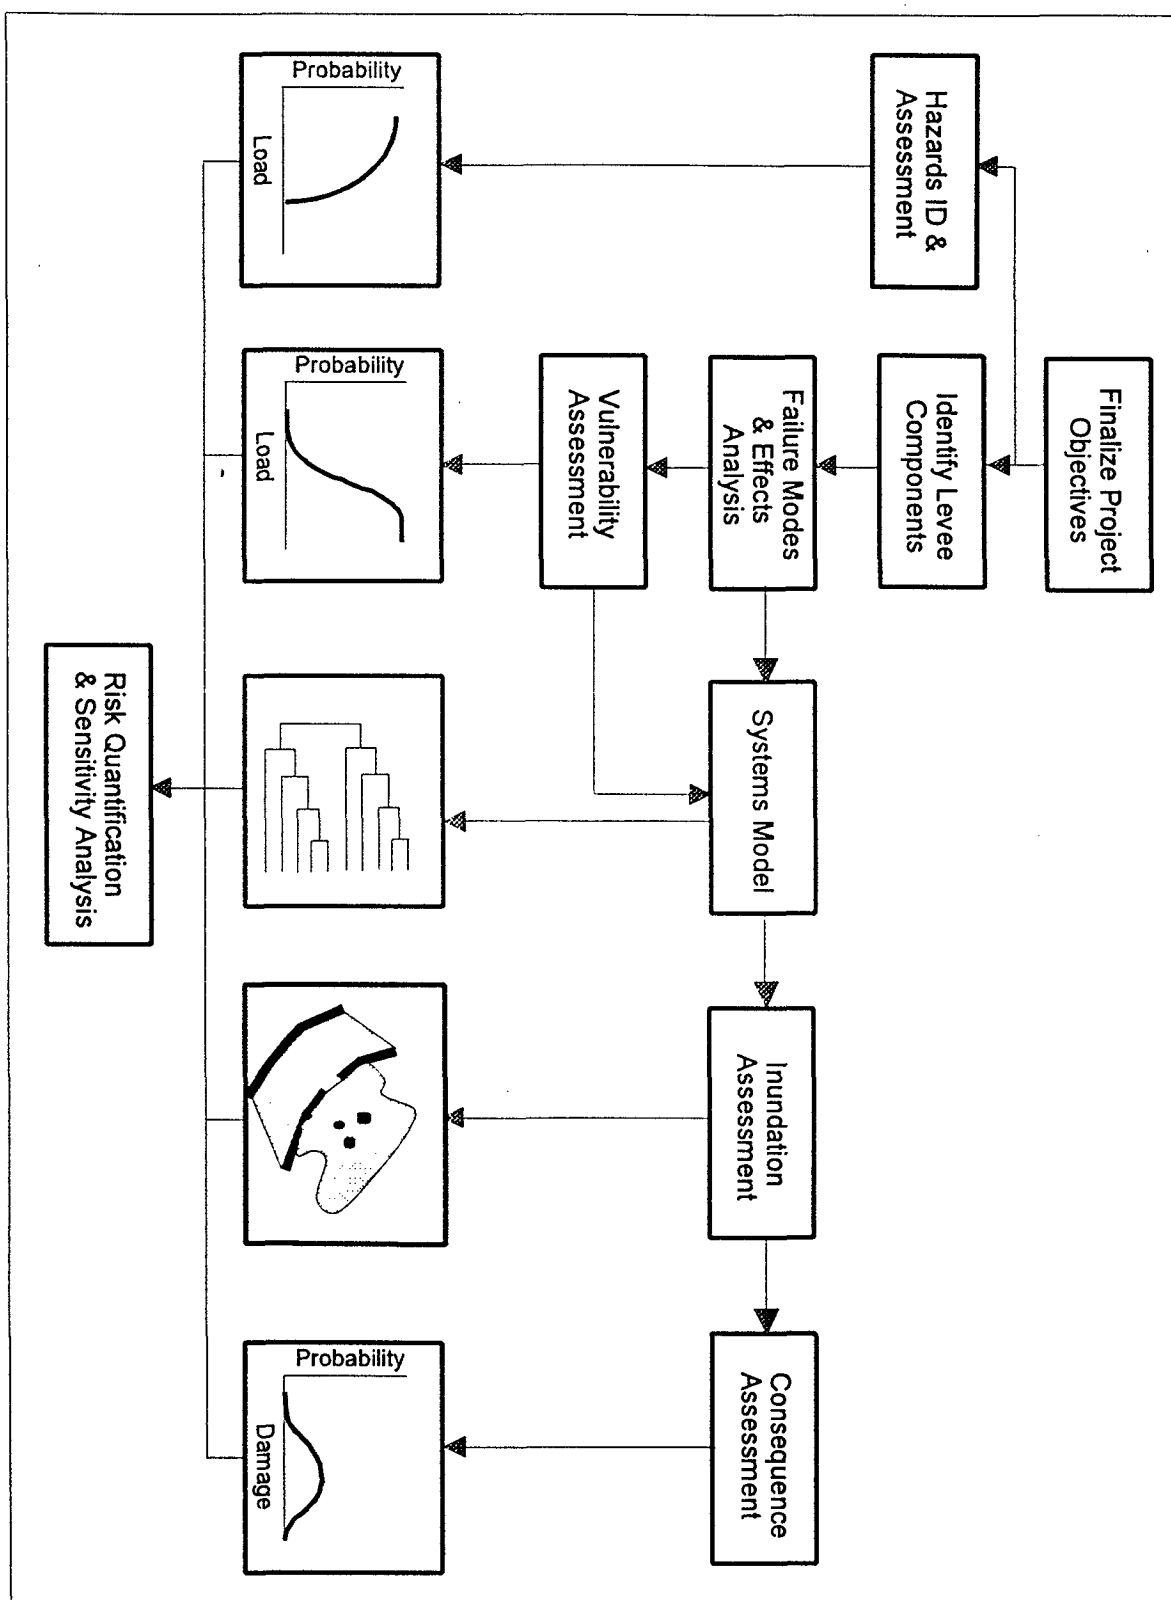 Finalize Project
Objectives
Hazards ID &
Assessment
Identify Levee
Components
Failure Modes
& Effects
Analysis
Systems Model
Inundation
Assessment
Consequence
Assessment
Vulnerability
Assessment
Probability
Load
Probability
Load
Probability
Damage
Risk Quantification
& Sensitivity Analysis